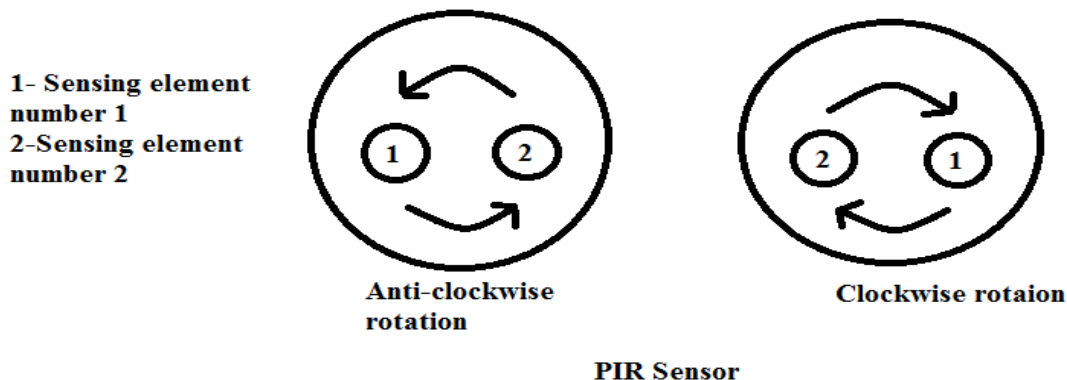 1- Sensing element
number 1
2-Sensing element
number 2
1
2
2
1
Anti-clockwise
rotation
Clockwise rotaion
PIR Sensor